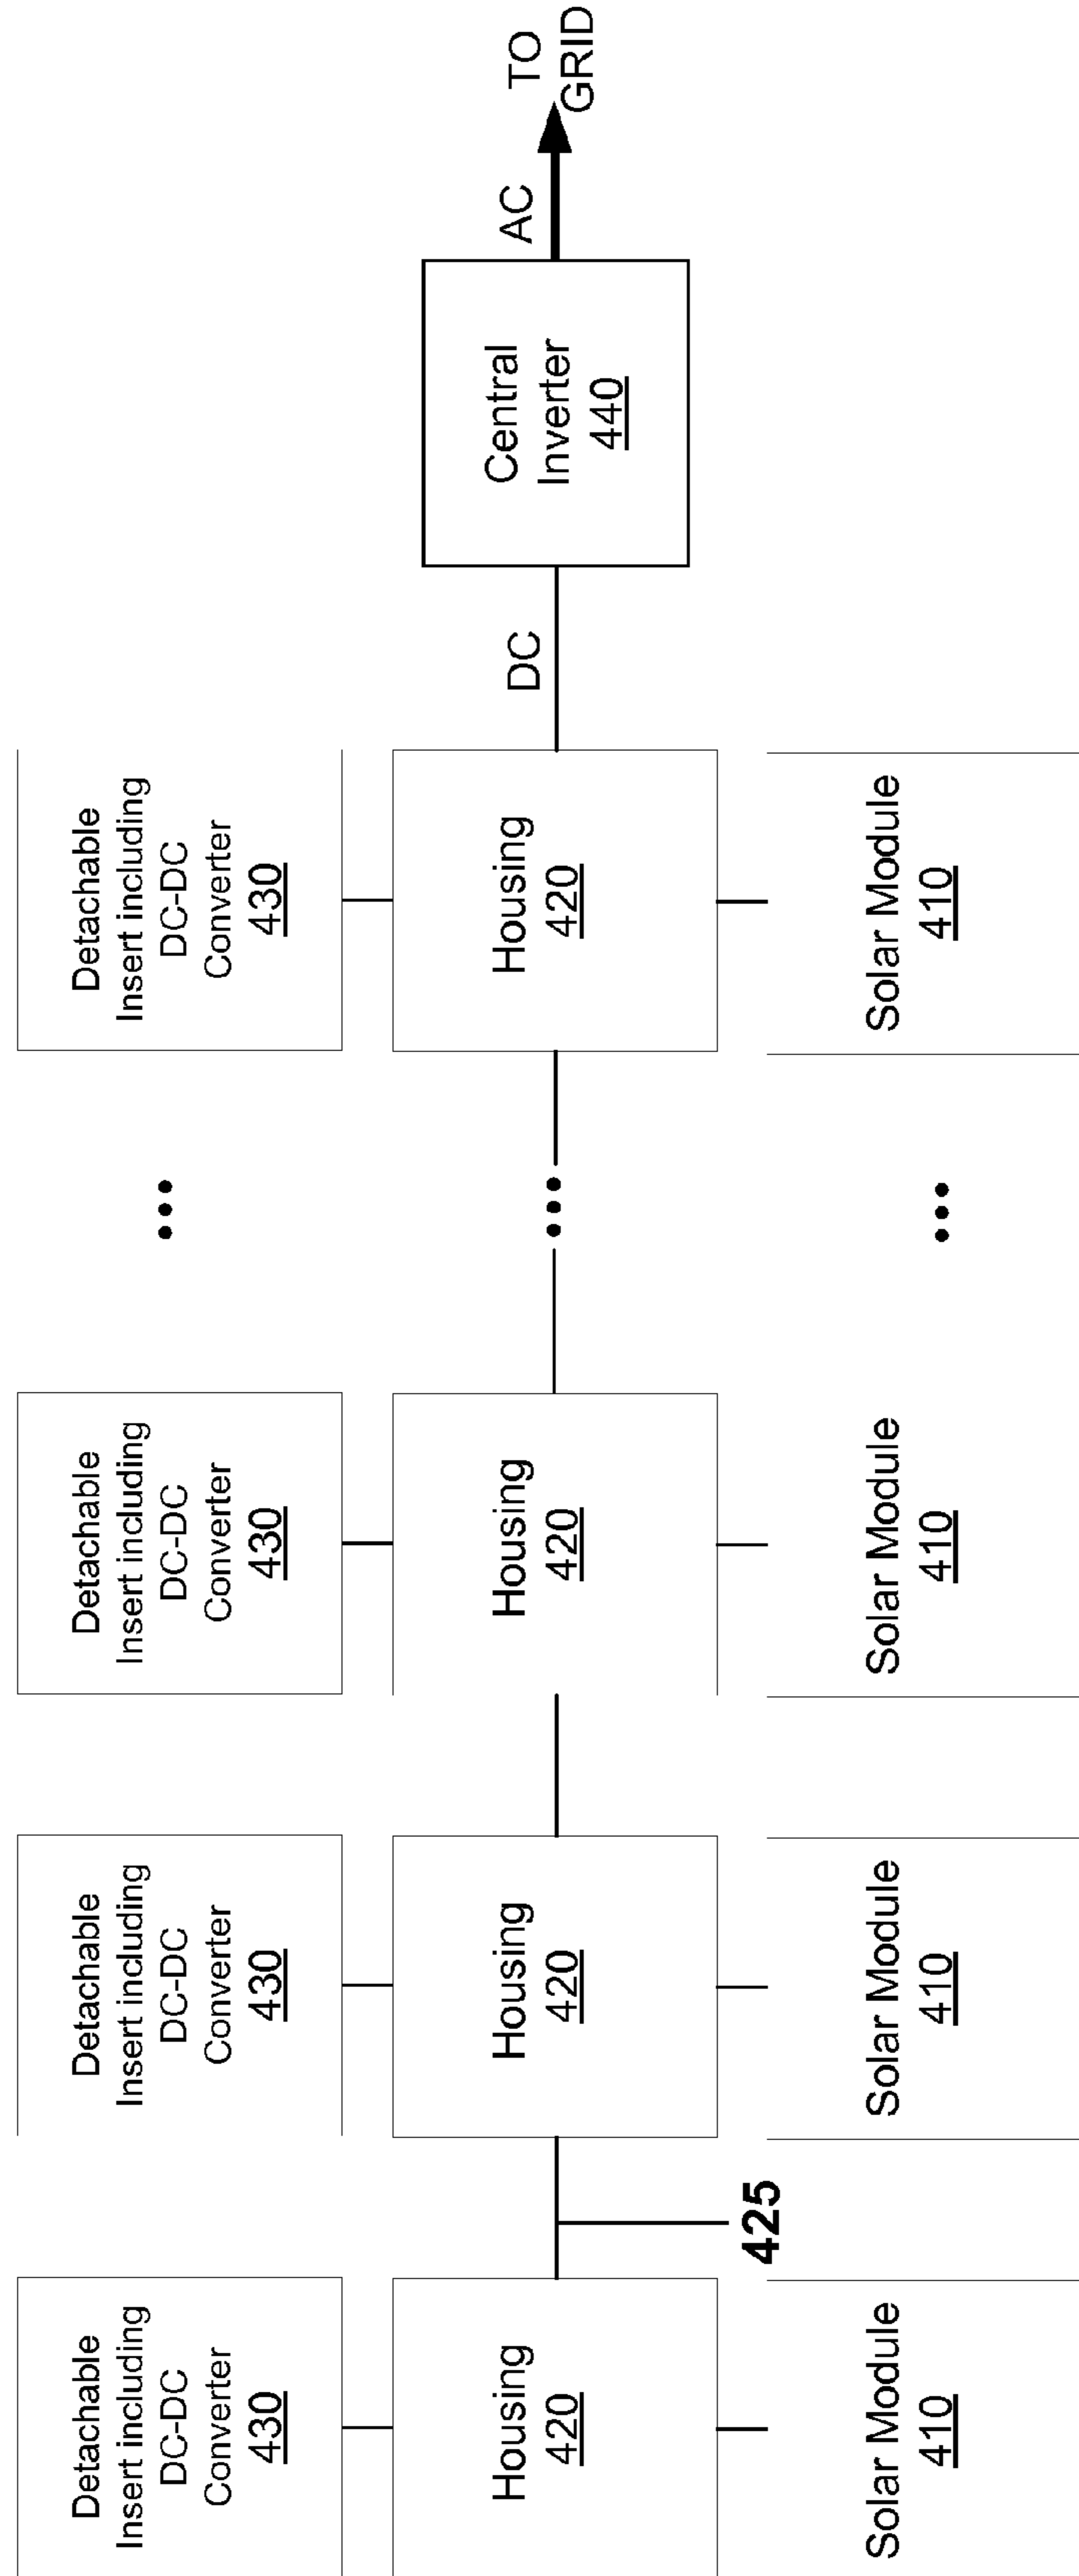 Detachable
Insert including
DC-DC
Converter
430
Detachable
Insert including
DC-DC
Converter
430
Detachable
Insert including
DC-DC
Converter
430
Detachable
Insert including
DC-DC
Converter
430
Housing
420
Housing
420
Housing
420
Housing
420
DC
Central
Inverter
440
AC
TO
GRID
425
Solar Module
410
Solar Module
410
Solar Module
410
Solar Module
410